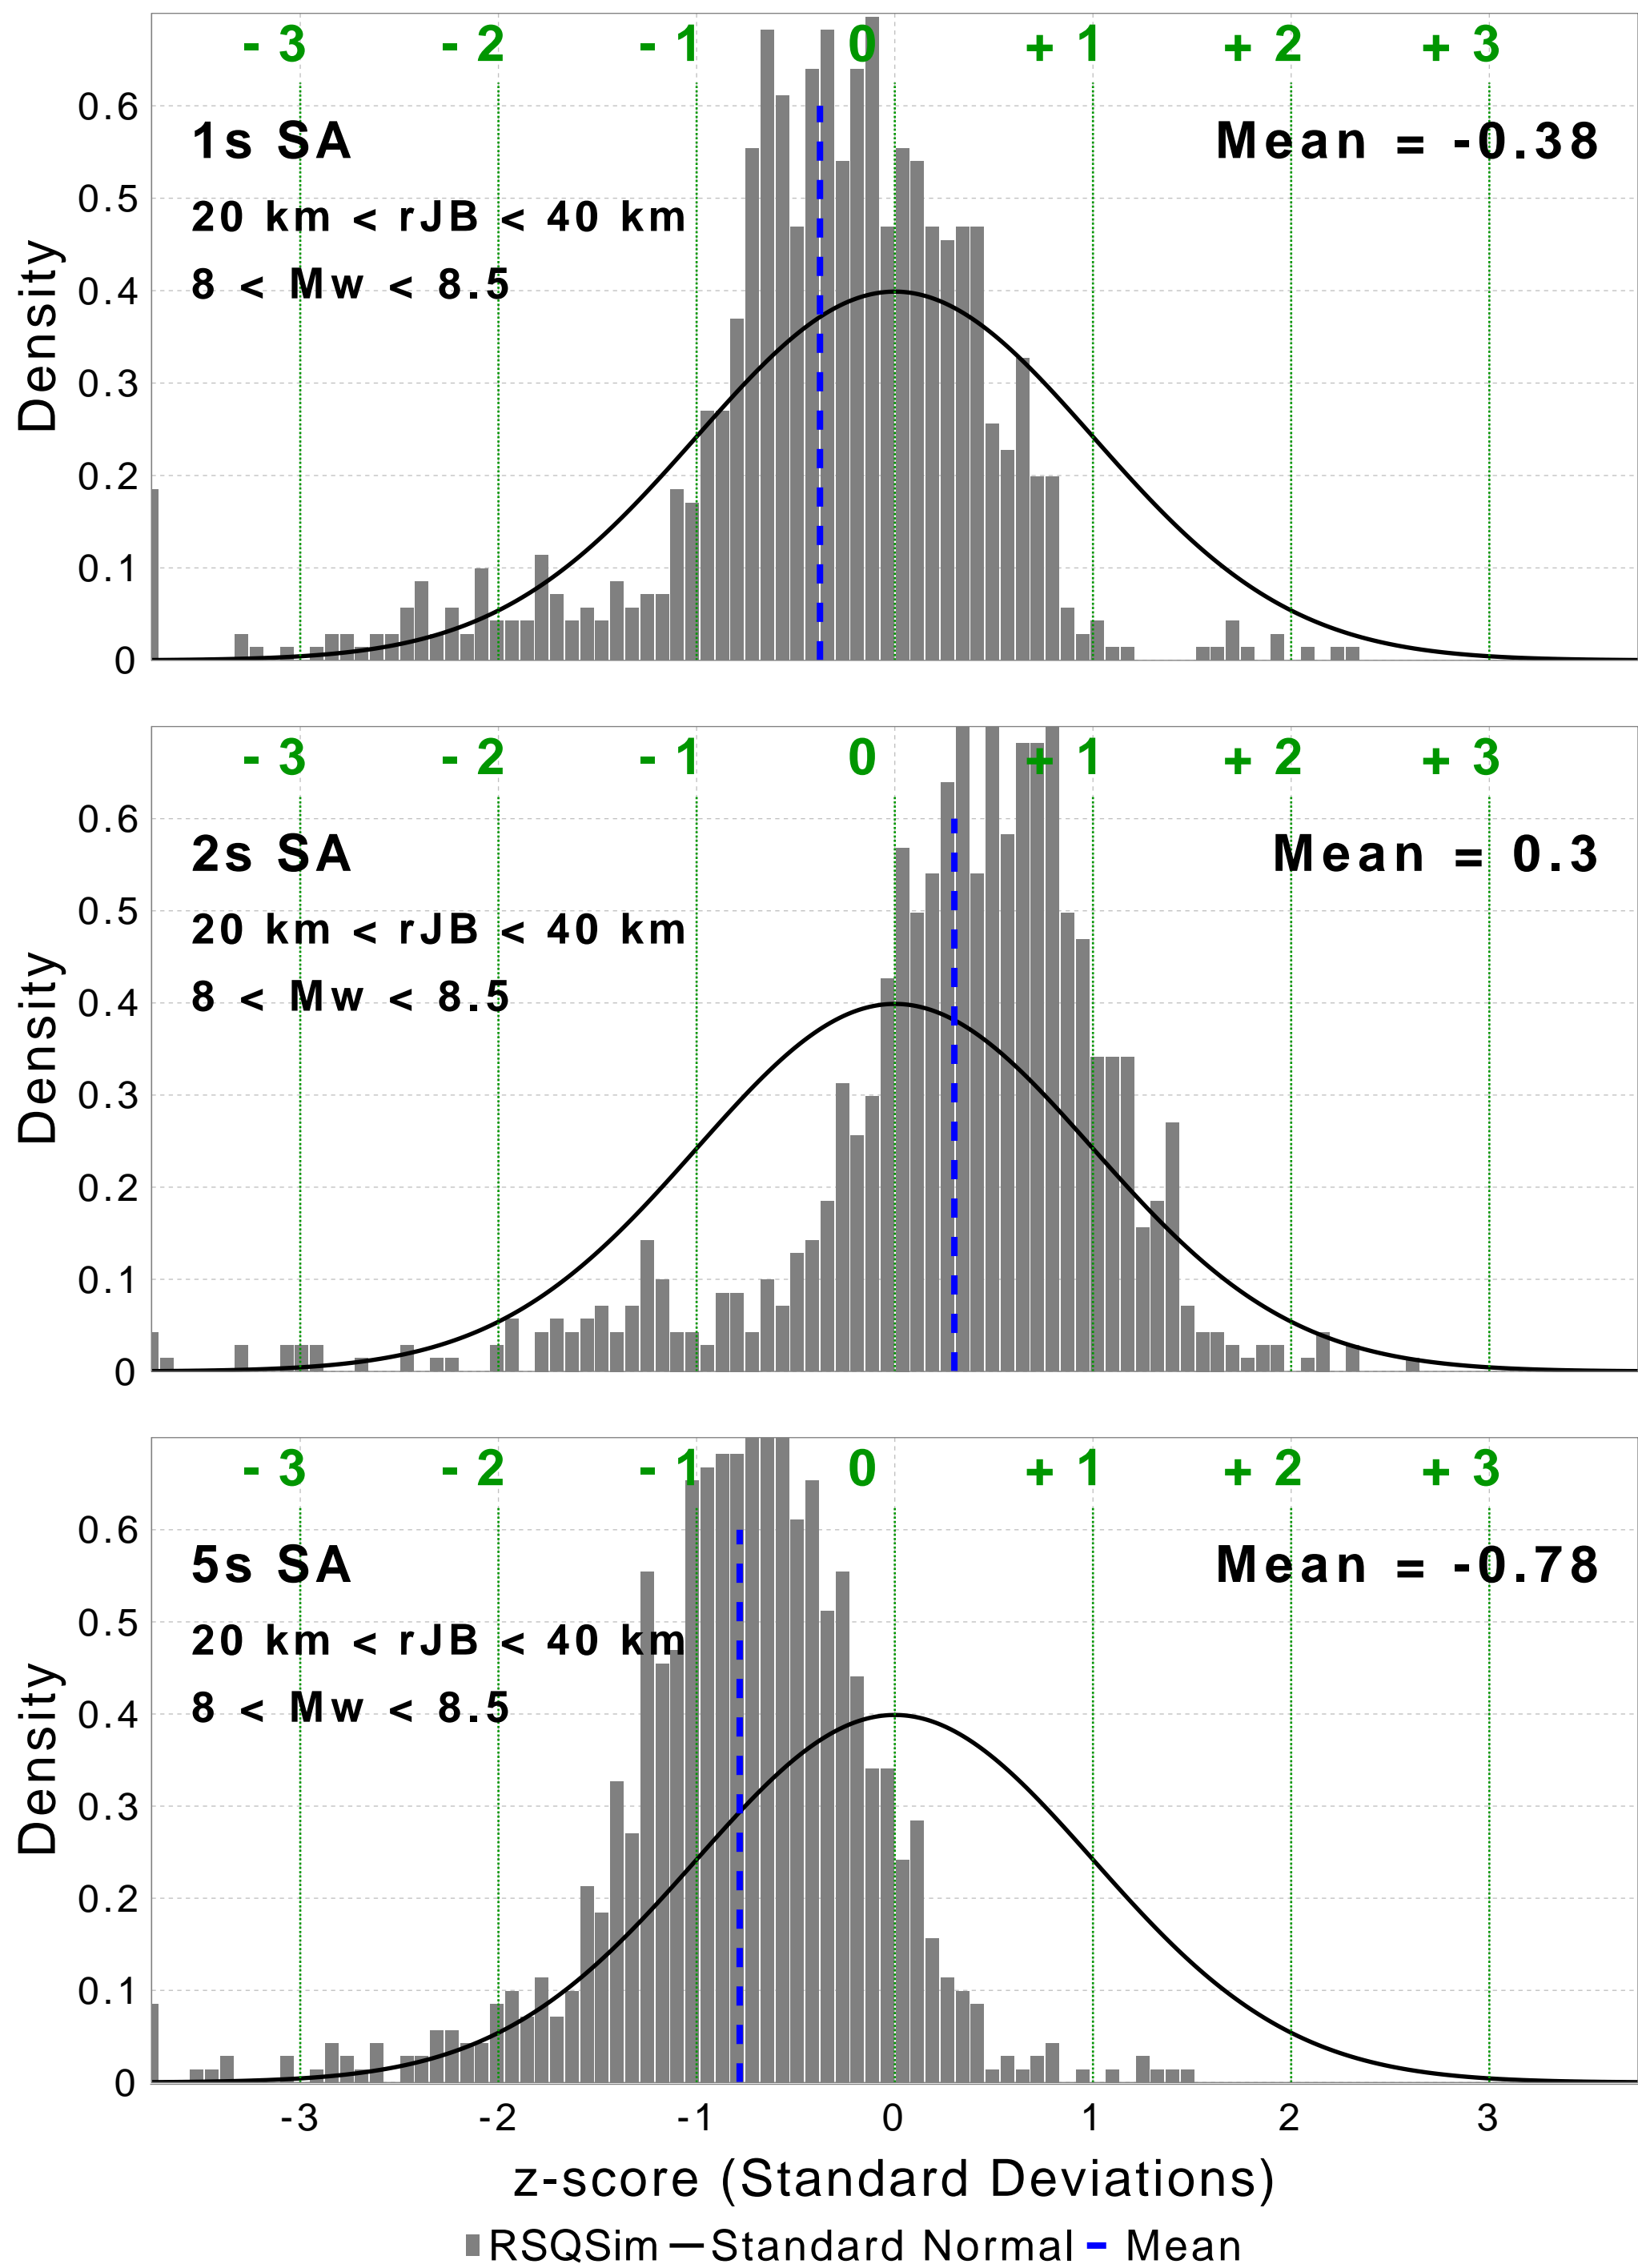 - 3 - 2 - 1 0 + 1 + 2 + 3
0.6
1s SA Mean = -0.38
0.5
20 km < rJB < 40 km
8 < Mw < 8.5
0.4
Density
0.3
0.2
0.1
0
- 3 - 2 - 1 0 + 1 + 2 + 3
0.6
2s SA Mean = 0.3
0.5
20 km < rJB < 40 km
8 < Mw < 8.5
0.4
Density
0.3
0.2
0.1
0
- 3 - 2 - 1 0 + 1 + 2 + 3
0.6
5s SA Mean = -0.78
0.5
20 km < rJB < 40 km
8 < Mw < 8.5
0.4
Density
0.3
0.2
0.1
0
-3 -2 -1 0 1 2 3
z-score (Standard Deviations)
RSQSim Standard Normal Mean